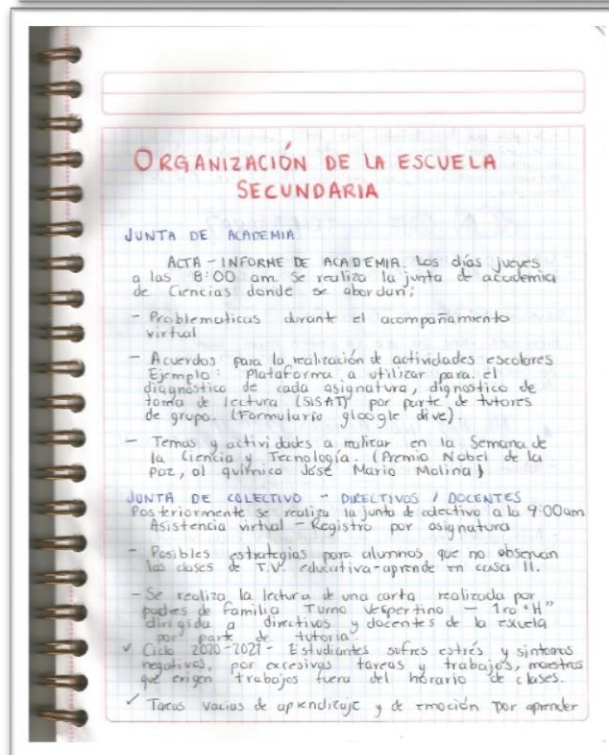 ORGANIZACIÓN DE LA ESCUELA
SECUNDARIA
JUNTA DE ACADEMIA
ACTA - INFORME DE ACADEMIA. Los días jueves
a las 8:00 am se realiza la junta de academia
de Ciencias donde se abordan;
- Problematicas durante el acompañamiento
virtual
- Acuerdos para la realización de actividades escolares
Ejemplo: Plataforma a utilizar para el
diagnóstico de cada asignatura, dignostico de
toma de lectura (SISAT) por parte de tutores
de grupo. (Formulario gloogle dive).
- Temas y actividades a realizar en la Semana de
la Ciencia y Tecnología. (Premio Nobel de la
Paz, al químico José Mario Molina)
JUNTA DE COLECTIVO - DIRECTIVOS / DOCENTES
Posteriormente se realiza la junta de colectivo a la 9:00am
Asistencia virtual - Registro por asignatura
- Posibles estrategias para alumnos que no observan
las clases de T.V. educativa-aprende en casa II.
- Se realiza la lectura de una carta realizada por
padres de familia Turno Vespertino - 1ro "H"
dirigida a directivos y docentes de la escuela
por parte de tutoria.
✓ Ciclo 2020-2021 - Estudiantes sufres estrés y sintomas
negativos, por excesivas tareas y trabajos, maestros
que exigen trabajos fuera del horario de clases.
✓ Tareas vacias de aprendizaje y de emoción por aprender